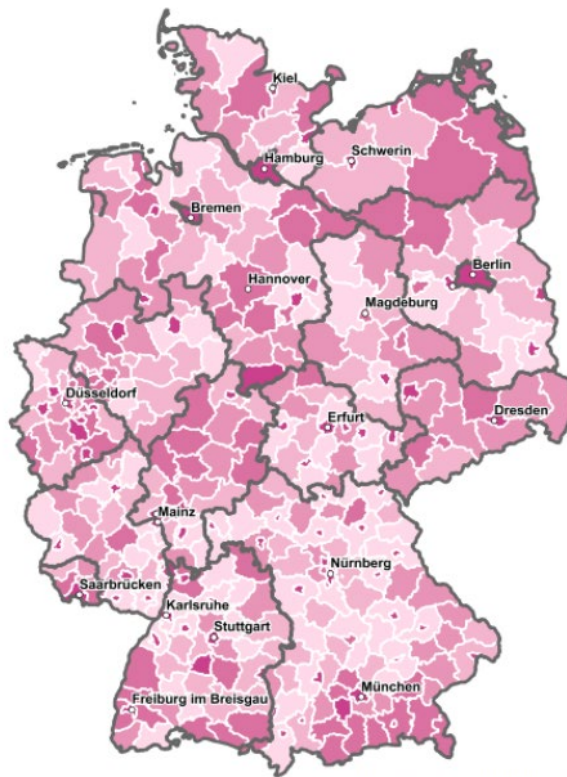 Kiel
Schwerin
Hamburg
Bremen
Berlin
Hannover
Magdeburg
Düsseldorf
Dresden
Erfurt
Mainz
Nürnberg
Saarbrücken
Karlsruhe
Stuttgart
München
Freiburg im Breisgau